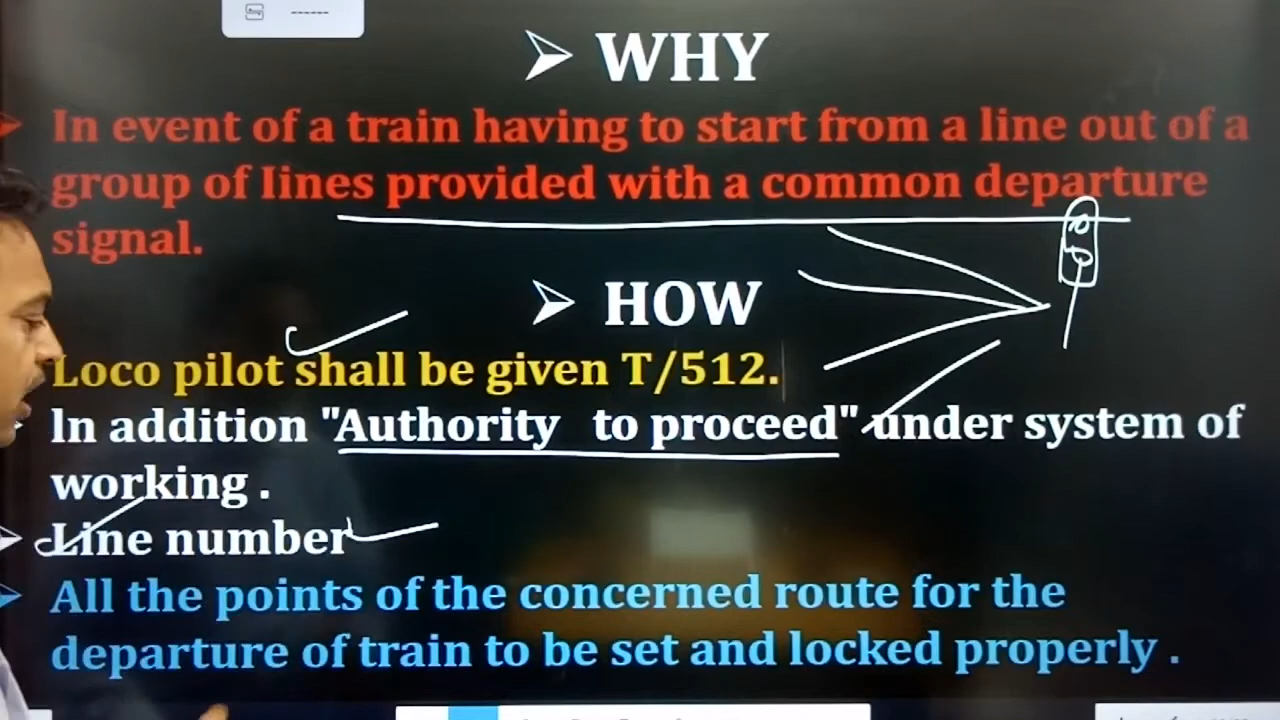 WHY
In event of a train having to start from a line out of a
group of lines provided with a common departure
signal.
HOW
Loco pilot shall be given T/512.
In addition "Authority to proceed" under system of
working .
Line number
All the points of the concerned route for the
departure of train to be set and locked properly .